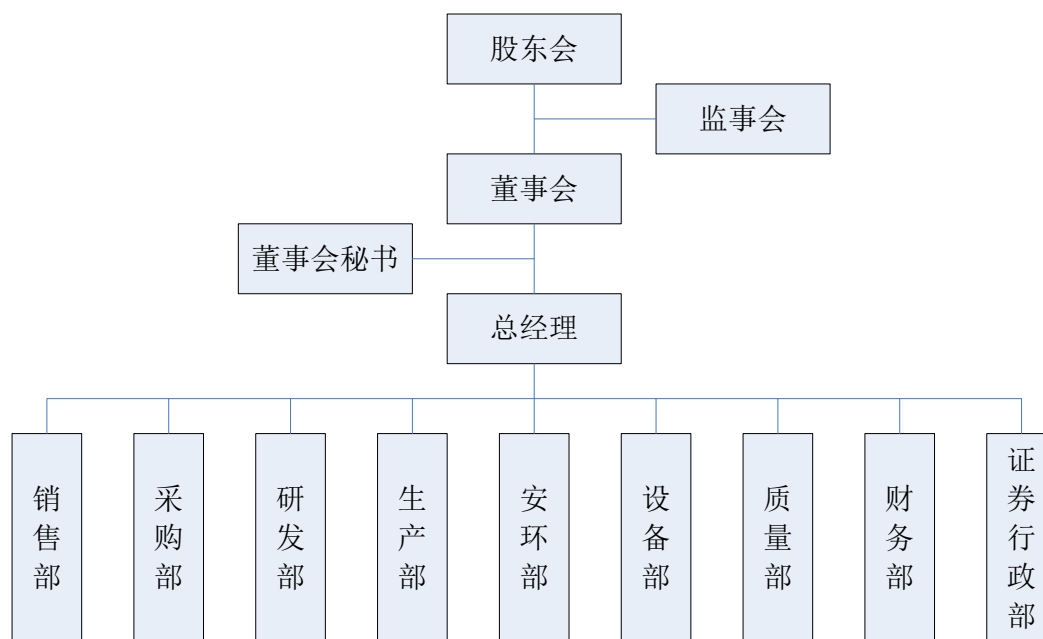 股东会
监事会
董事会
董事会秘书
总经理
销售部
采购部
研发部
生产部
安环部
设备部
质量部
财务部
证券行政部